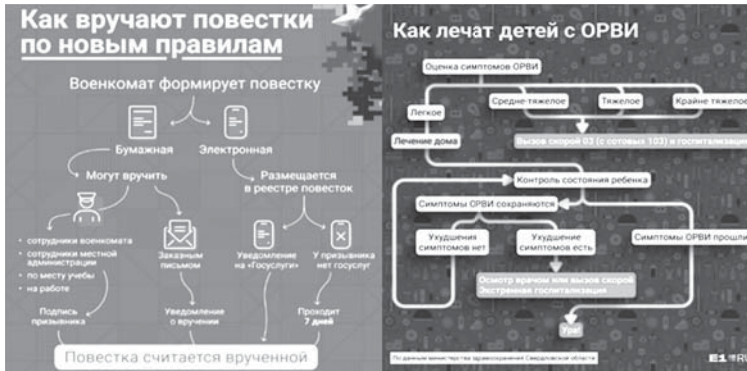 Как вручают повестки
по новым правилам
Военкомат формирует повестку
Бумажная
Электронная
Могут вручить
Размещается
в реестре повесток
• сотрудники военкомата
• сотрудники местной
администрации
• по месту учебы
• на работе
Заказным
письмом
Уведомление
на «Госуслуги»
У призывника
нет госуслуг
Подпись
призывника
Уведомление
о вручении
Проходит
7 дней
Повестка считается врученной
Как лечат детей с ОРВИ
Оценка симптомов ОРВИ
Легкое
Средне-тяжелое
Тяжелое
Крайне тяжелое
Лечение дома
Вызов скорой 03 (с сотовых 103) и госпитализация
Контроль состояния ребенка
Симптомы ОРВИ сохраняются
Ухудшения
симптомов нет
Ухудшение
симптомов есть
Симптомы ОРВИ прошли
Осмотр врачом или вызов скорой
Экстренная госпитализация
Ура!
По данным министерства здравоохранения Свердловской области
E1 RU